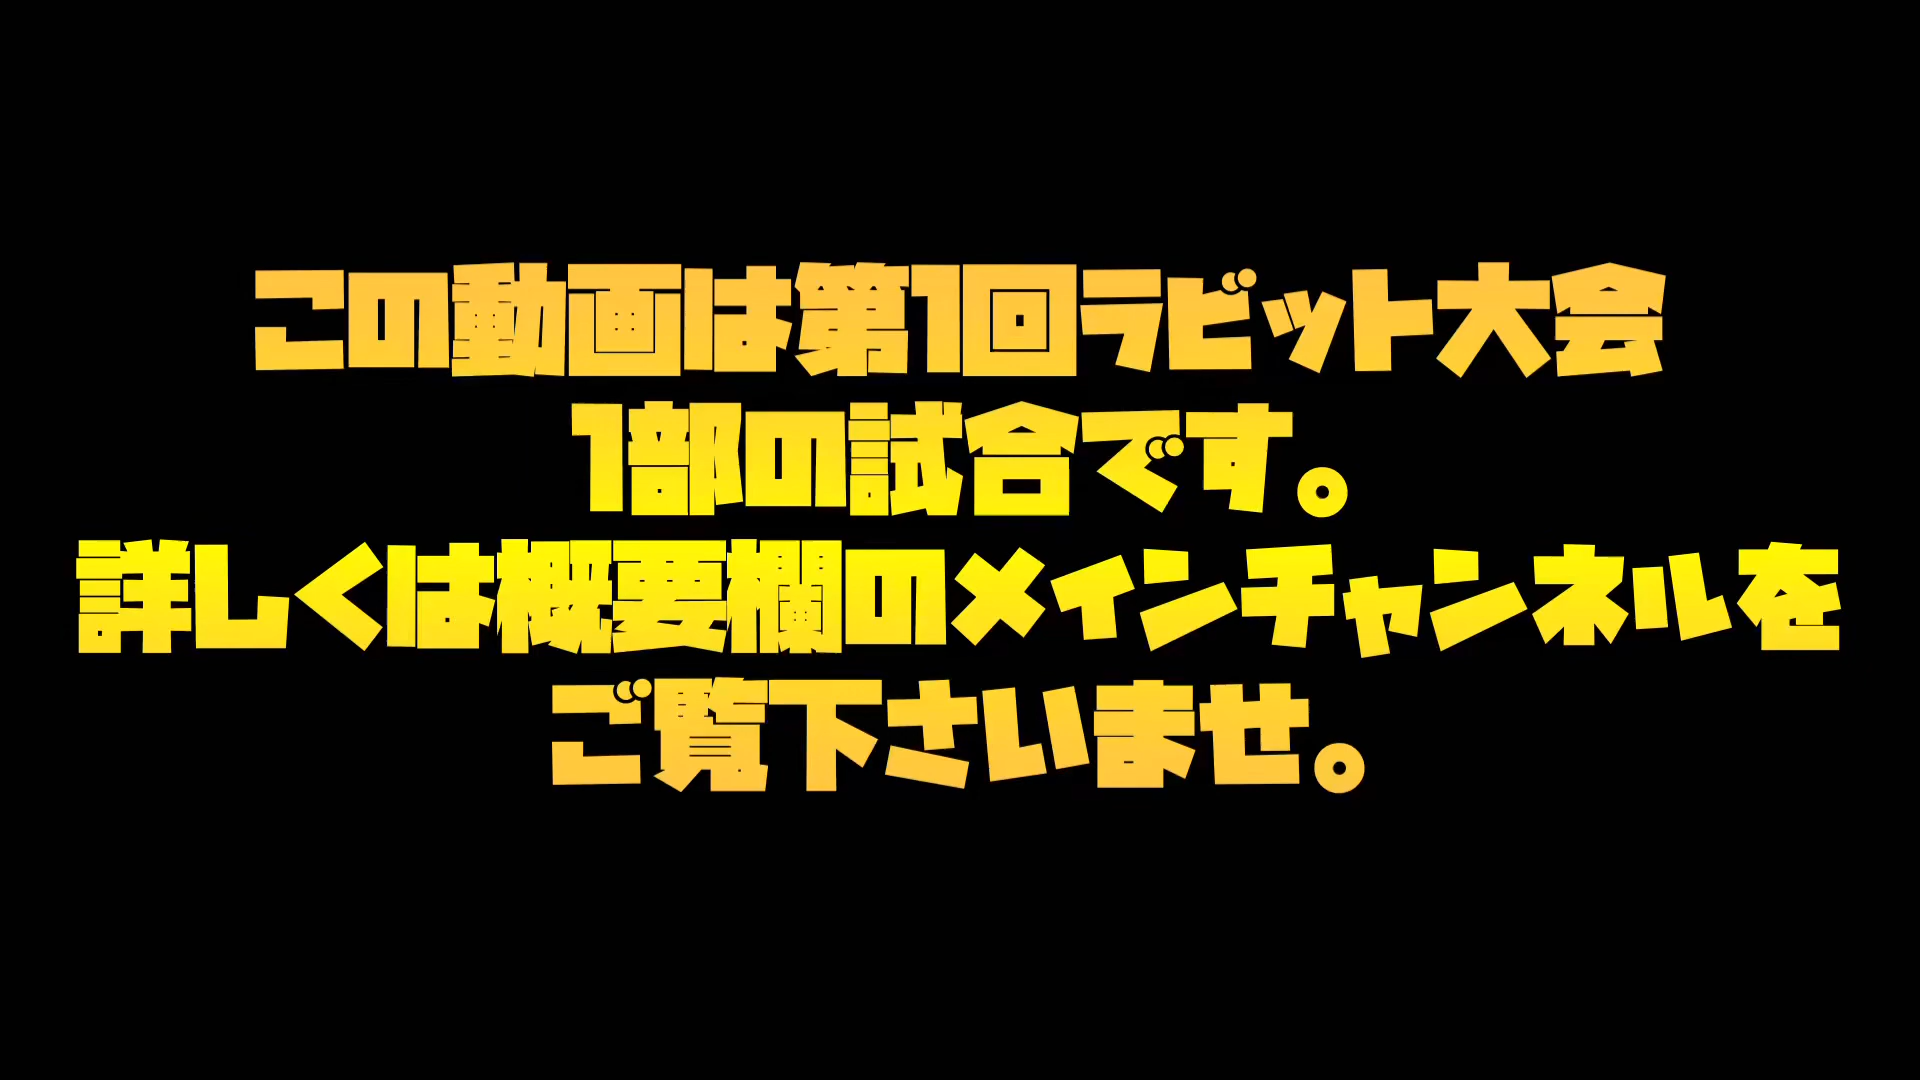 この動画は第1回ラビット大会
1部の試合です。
詳しくは概要欄のメインチャンネルを
ご覧下さいませ。